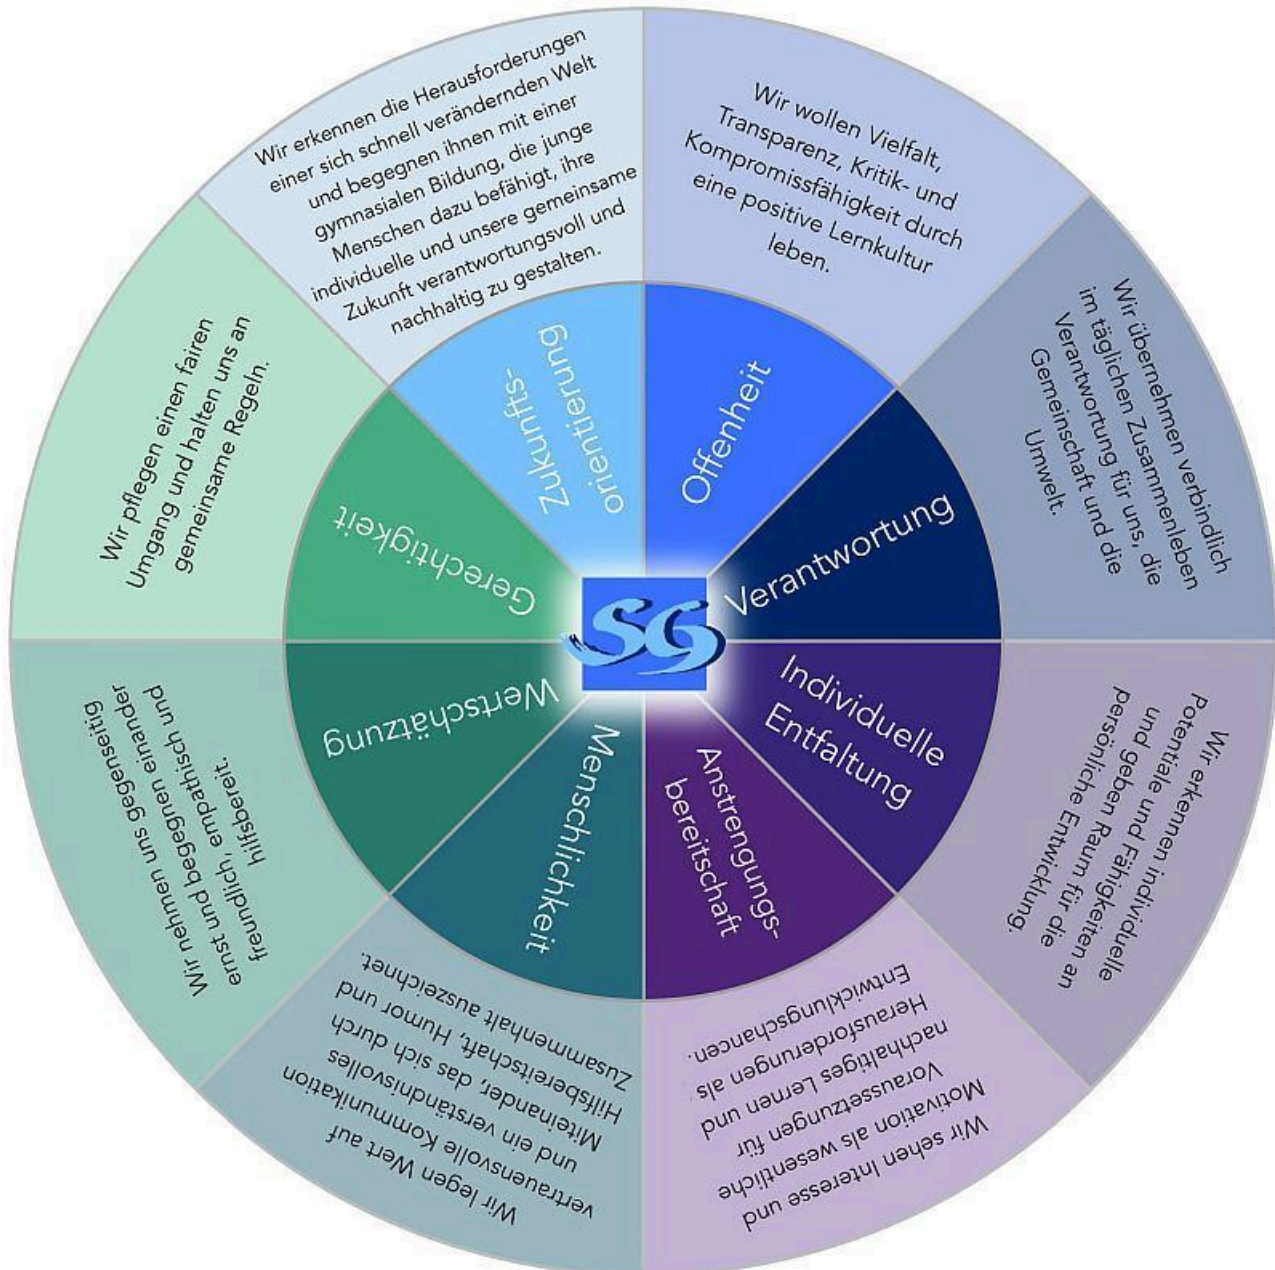 Wir erkennen die Herausforderungen
einer sich schnell verändernden Welt
und begegnen ihnen mit einer
gymnasialen Bildung, die junge
Menschen dazu befähigt, ihre
individuelle und unsere gemeinsame
Zukunft verantwortungsvoll und
nachhaltig zu gestalten.
Zukunfts-
orientierung
Wir wollen Vielfalt,
Transparenz, Kritik- und
Kompromissfähigkeit durch
eine positive Lernkultur
leben.
Offenheit
Wir übernehmen verbindlich
im täglichen Zusammenleben
Verantwortung für uns, die
Gemeinschaft und die
Umwelt.
Verantwortung
Wir erkennen individuelle
Potentiale und Fähigkeiten an
und geben Raum für die
persönliche Entwicklung.
Individuelle
Entfaltung
Wir sehen Interesse und
Motivation als wesentliche
Voraussetzungen für
nachhaltiges Lernen und
Herausforderungen als
Entwicklungschancen.
Anstrengungs-
bereitschaft
Wir legen Wert auf
vertrauensvolle Kommunikation
und ein verständnisvolles
Miteinander, das sich durch
Hilfsbereitschaft, Humor und
Zusammenhalt auszeichnet.
Menschlichkeit
Wir nehmen uns gegenseitig
ernst und begegnen einander
freundlich, empathisch und
hilfsbereit.
Wertschätzung
Wir pflegen einen fairen
Umgang und halten uns an
gemeinsame Regeln.
Gerechtigkeit
SG